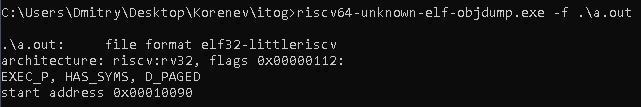 C:\Users\Dmitry\Desktop\Korenev\itog>riscv64-unknown-elf-objdump.exe -f .\a.out
.\a.out:     file format elf32-littleriscv
architecture: riscv:rv32, flags 0x00000112:
EXEC_P, HAS_SYMS, D_PAGED
start address 0x00010090